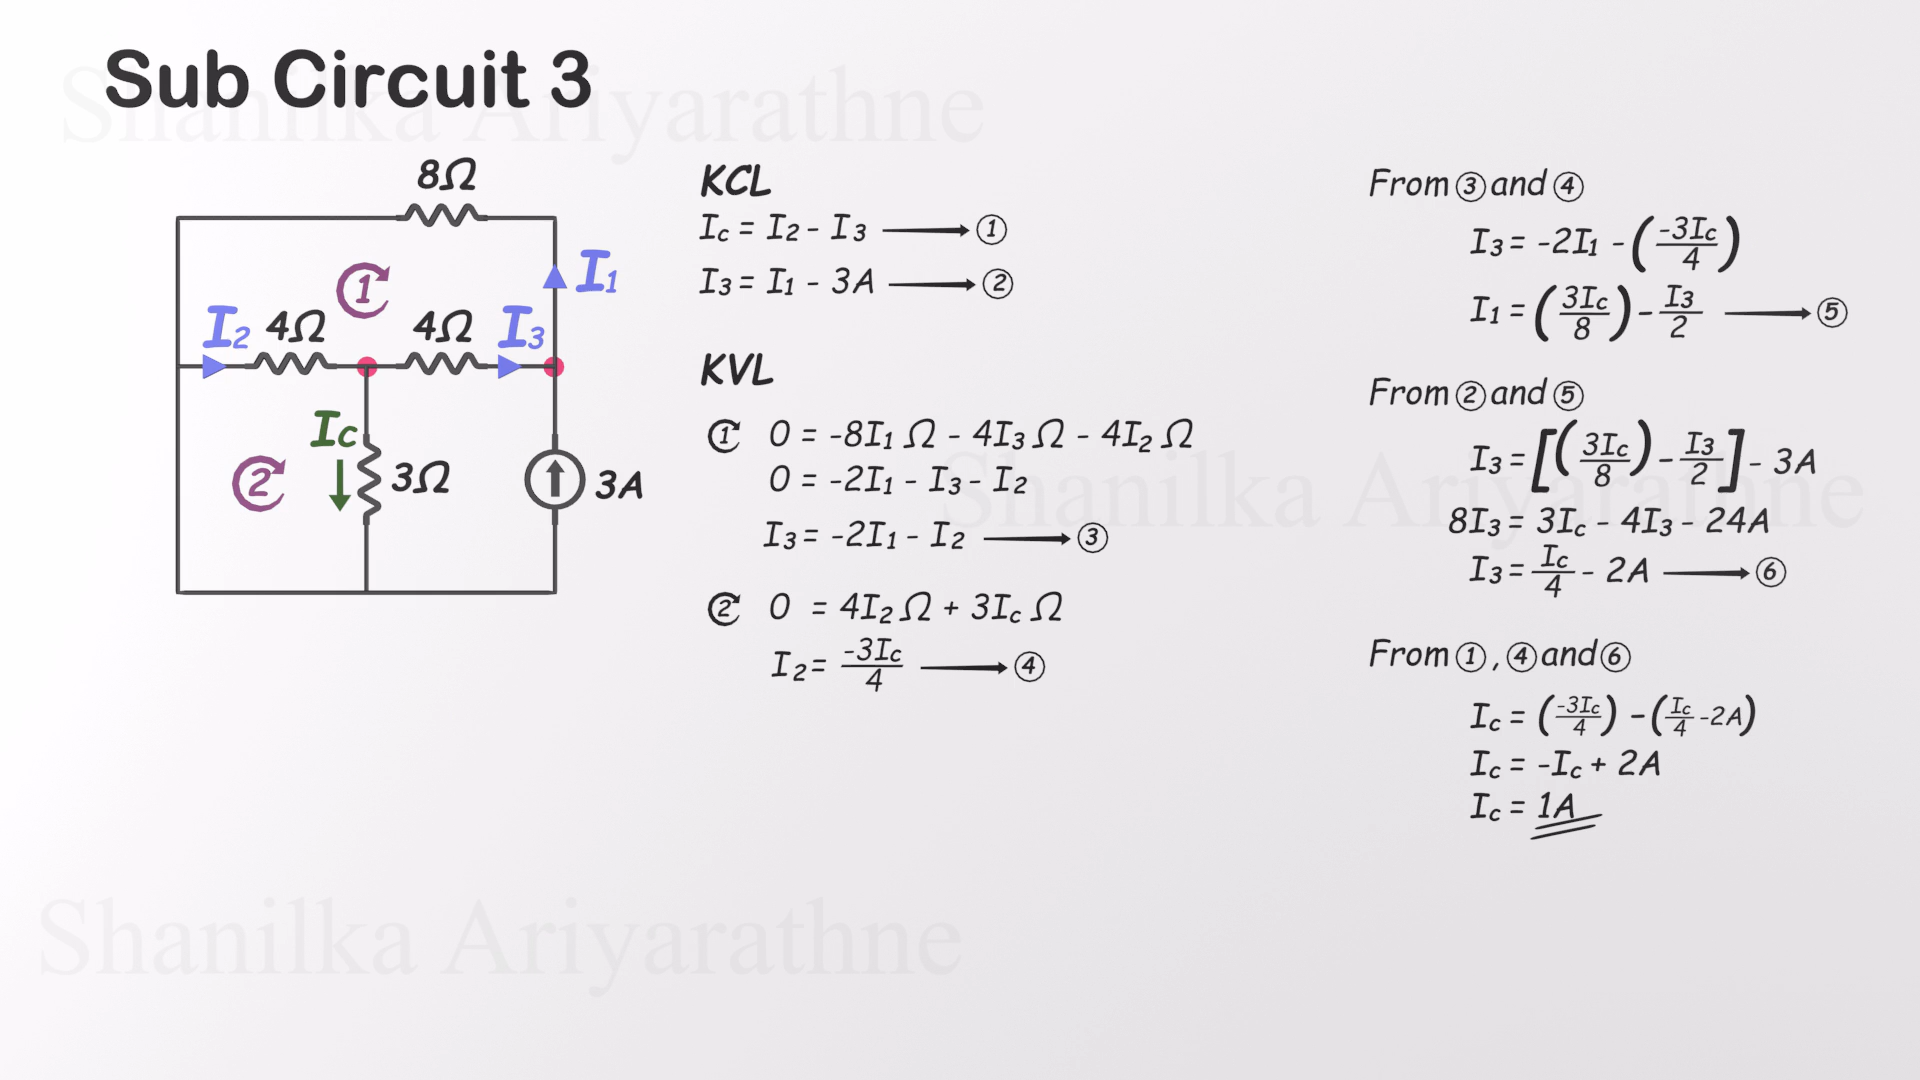 Sub Circuit 3
Shanilka Ariyarathne
8Ω
I1
1
I2 4Ω 4Ω I3
Ic
2
3Ω
3A
KCL
Ic = I2 - I3 ⟶ ①
I3 = I1 - 3A ⟶ ②
KVL
① 0 = -8I1 Ω - 4I3 Ω - 4I2 Ω
0 = -2I1 - I3 - I2
I3 = -2I1 - I2 ⟶ ③
② 0 = 4I2 Ω + 3Ic Ω
I2 = -3Ic/4 ⟶ ④
From ③ and ④
I3 = -2I1 - (-3Ic/4)
I1 = (3Ic/8) - I3/2 ⟶ ⑤
From ② and ⑤
I3 = [(3Ic/8) - I3/2] - 3A
8I3 = 3Ic - 4I3 - 24A
I3 = Ic/4 - 2A ⟶ ⑥
From ① , ④ and ⑥
Ic = (-3Ic/4) - (Ic/4 - 2A)
Ic = -Ic + 2A
Ic = 1A
Shanilka Ariyarathne
Shanilka Ariyarathne